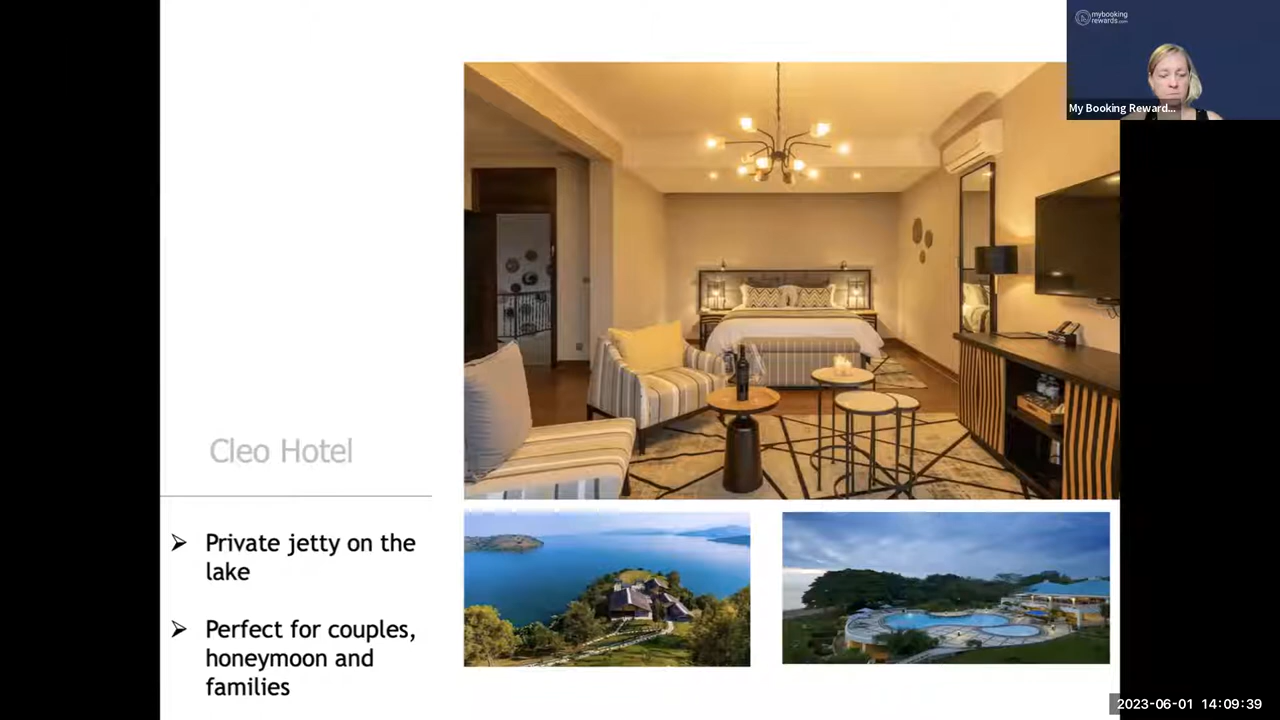 mybooking
rewards.com
My Booking Reward...
Cleo Hotel
➢ Private jetty on the
lake
➢ Perfect for couples,
honeymoon and
families
2023-06-01 14:09:39